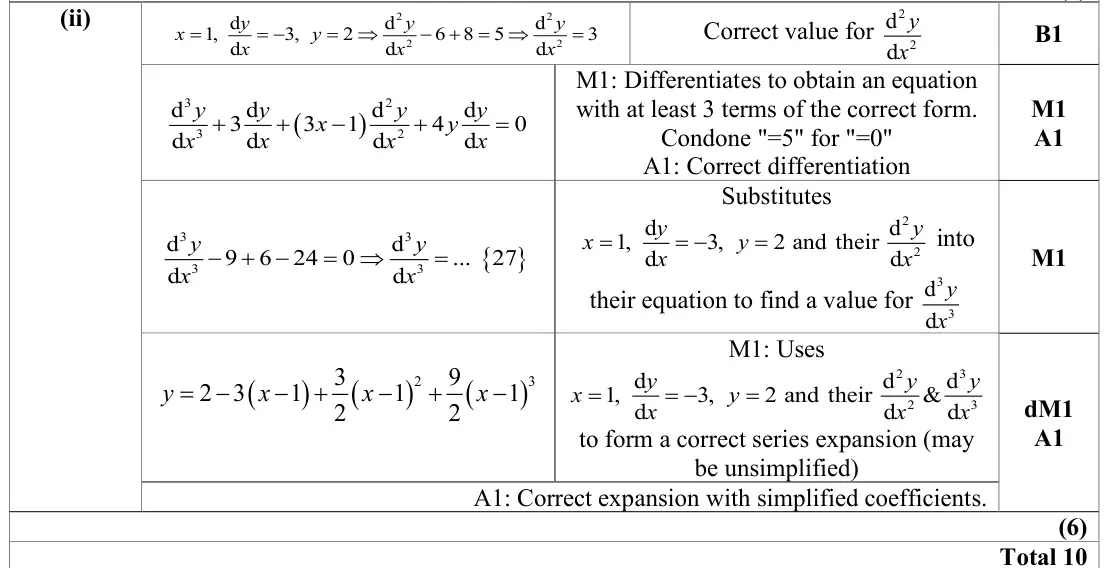 (ii)
x = 1, dy/dx = −3, y = 2 ⇒ d²y/dx² − 6 + 8 = 5 ⇒ d²y/dx² = 3
Correct value for d²y/dx²
B1
d³y/dx³ + 3 dy/dx + (3x − 1) d²y/dx² + 4y dy/dx = 0
M1: Differentiates to obtain an equation
with at least 3 terms of the correct form.
Condone "=5" for "=0"
A1: Correct differentiation
M1
A1
d³y/dx³ − 9 + 6 − 24 = 0 ⇒ d³y/dx³ = ... {27}
Substitutes
x = 1, dy/dx = −3, y = 2 and their d²y/dx² into
their equation to find a value for d³y/dx³
M1
y = 2 − 3(x − 1) + 3/2 (x − 1)² + 9/2 (x − 1)³
M1: Uses
x = 1, dy/dx = −3, y = 2 and their d²y/dx² & d³y/dx³
to form a correct series expansion (may
be unsimplified)
dM1
A1
A1: Correct expansion with simplified coefficients.
(6)
Total 10